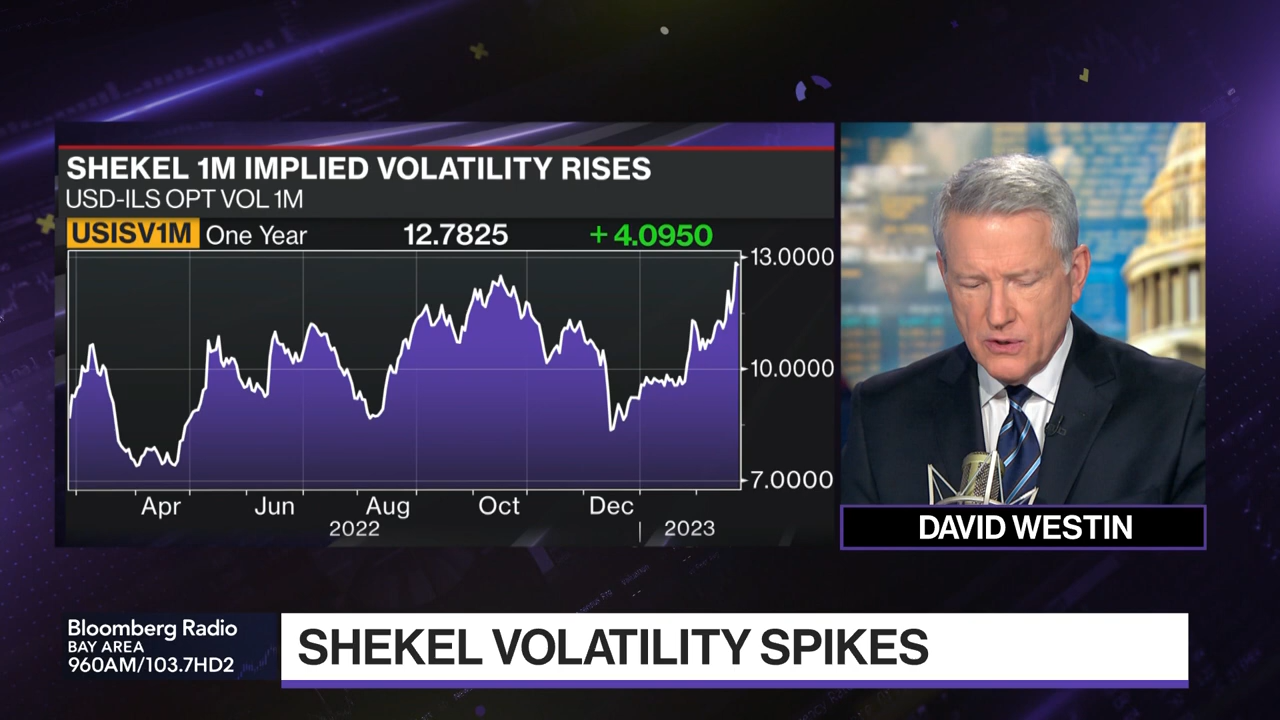 SHEKEL 1M IMPLIED VOLATILITY RISES
USD-ILS OPT VOL 1M
USISV1M One Year 12.7825 + 4.0950
13.0000
10.0000
7.0000
Apr Jun Aug Oct Dec
2022 2023
DAVID WESTIN
Bloomberg Radio
BAY AREA
960AM/103.7HD2
SHEKEL VOLATILITY SPIKES